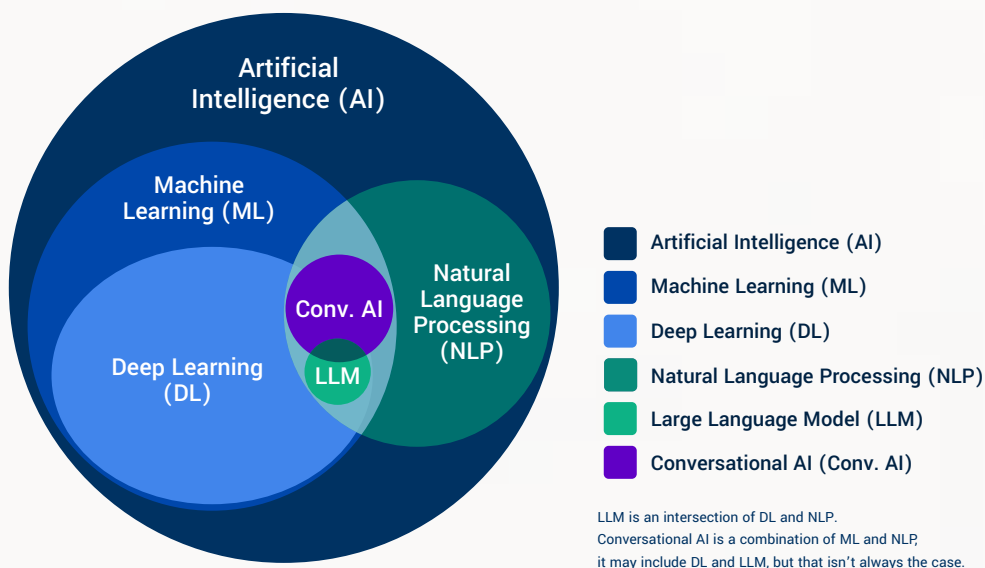 Artificial
Intelligence (AI)
Machine
Learning (ML)
Deep Learning
(DL)
Conv. AI
LLM
Natural
Language
Processing
(NLP)
Artificial Intelligence (AI)
Machine Learning (ML)
Deep Learning (DL)
Natural Language Processing (NLP)
Large Language Model (LLM)
Conversational AI (Conv. AI)
LLM is an intersection of DL and NLP.
Conversational AI is a combination of ML and NLP,
it may include DL and LLM, but that isn’t always the case.